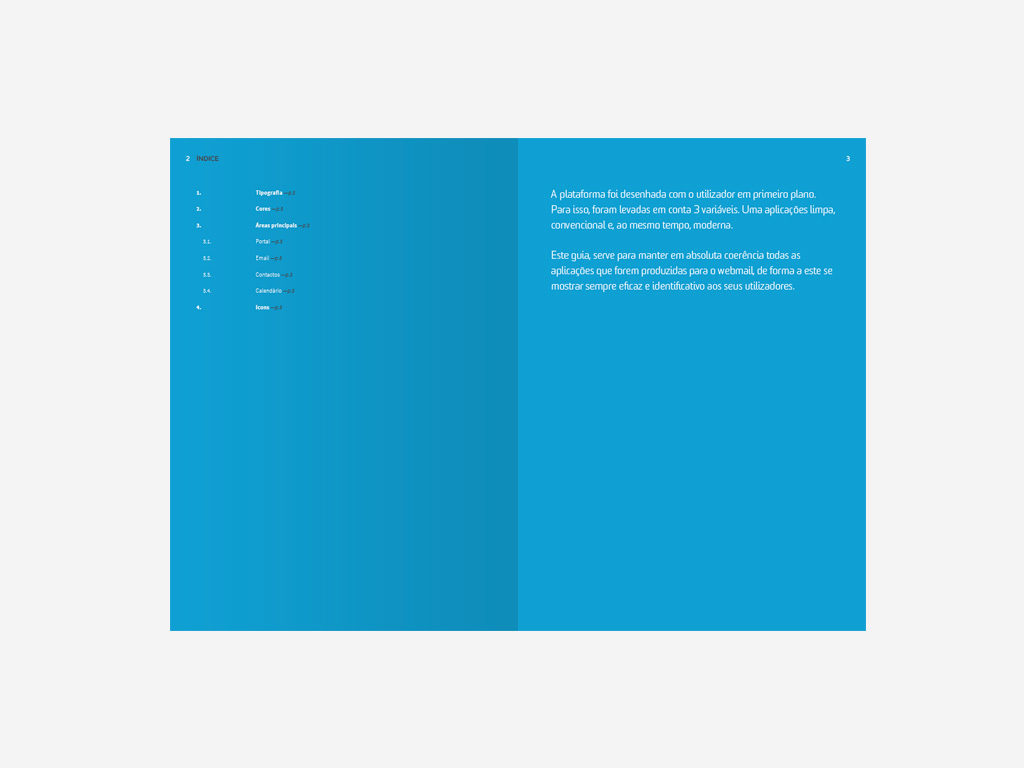 2 ÍNDICE
1. Tipografia —p.3
2. Cores —p.3
3. Áreas principais —p.3
3.1. Portal —p.3
3.2. Email —p.3
3.3. Contactos —p.3
3.4. Calendário —p.3
4. Icons —p.3
3
A plataforma foi desenhada com o utilizador em primeiro plano.
Para isso, foram levadas em conta 3 variáveis. Uma aplicações limpa,
convencional e, ao mesmo tempo, moderna.
Este guia, serve para manter em absoluta coerência todas as
aplicações que forem produzidas para o webmail, de forma a este se
mostrar sempre eficaz e identificativo aos seus utilizadores.